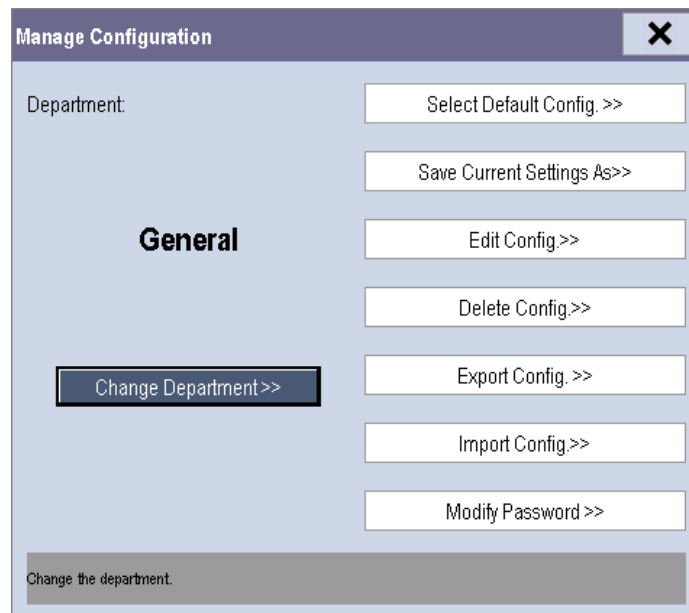 Manage Configuration
Department:
General
Change Department >>
Select Default Config. >>
Save Current Settings As>>
Edit Config.>>
Delete Config.>>
Export Config. >>
Import Config.>>
Modify Password >>
Change the department.